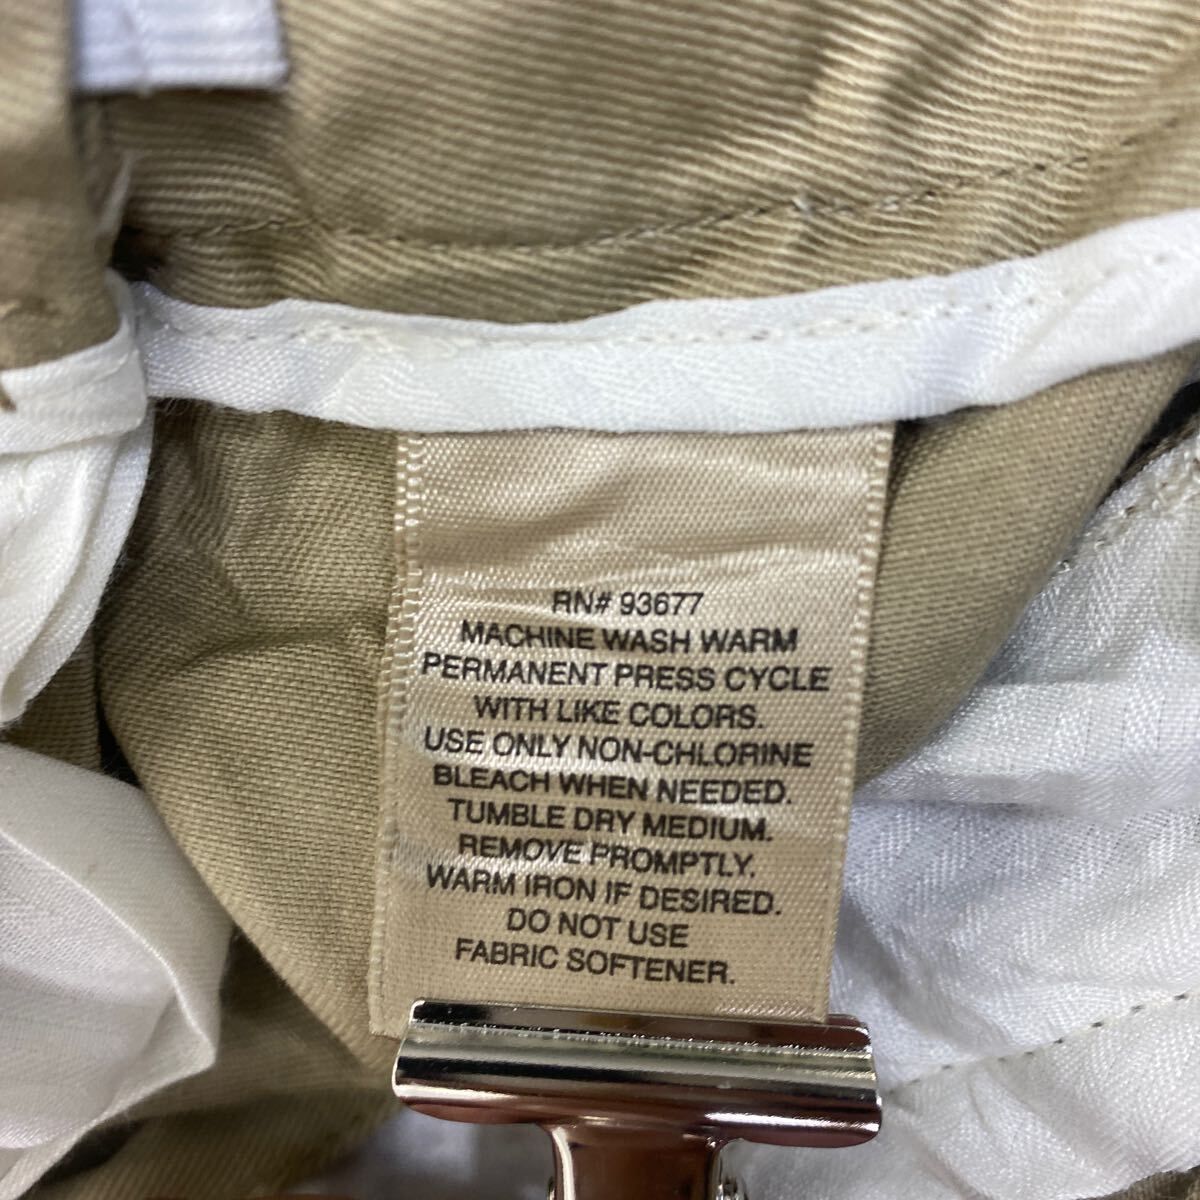 RN# 93677
MACHINE WASH WARM
PERMANENT PRESS CYCLE
WITH LIKE COLORS.
USE ONLY NON-CHLORINE
BLEACH WHEN NEEDED.
TUMBLE DRY MEDIUM.
REMOVE PROMPTLY.
WARM IRON IF DESIRED.
DO NOT USE
FABRIC SOFTENER.